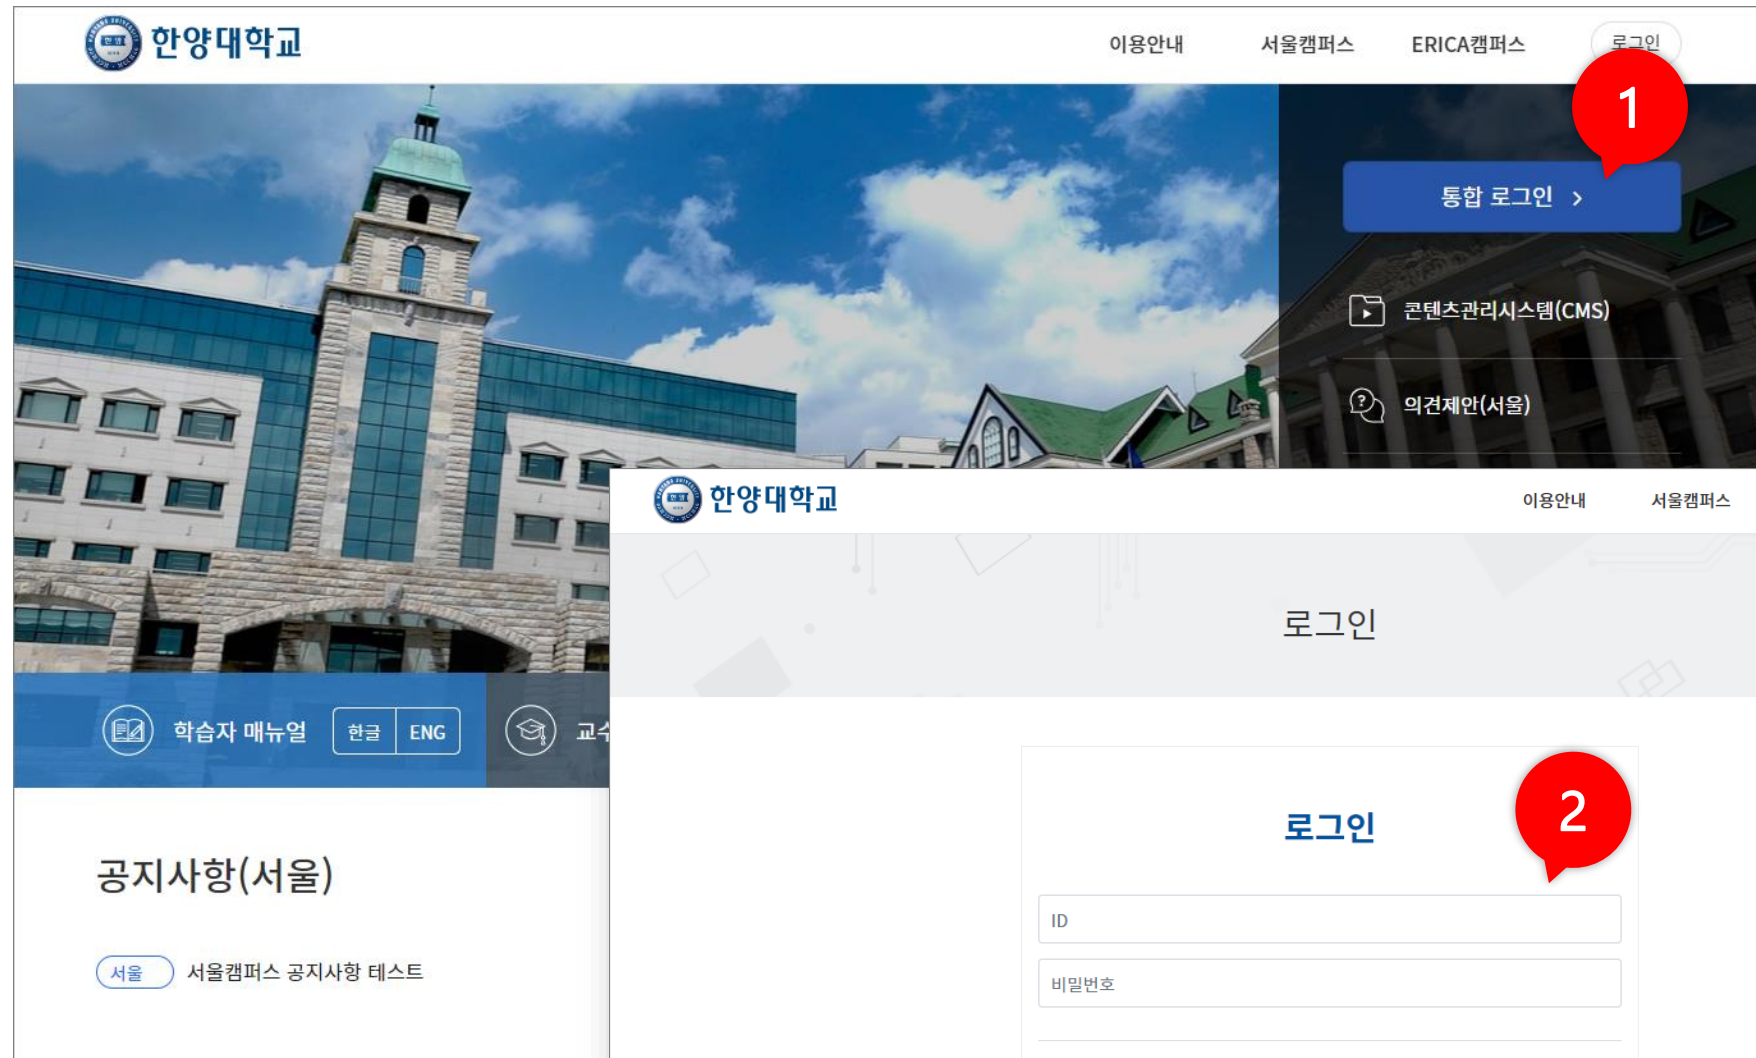 한양대학교
이용안내 서울캠퍼스 ERICA캠퍼스 로그인
1
통합 로그인 >
콘텐츠관리시스템(CMS)
의견제안(서울)
학습자 매뉴얼 한글 ENG
공지사항(서울)
서울 서울캠퍼스 공지사항 테스트
한양대학교
이용안내 서울캠퍼스
로그인
2
로그인
ID
비밀번호